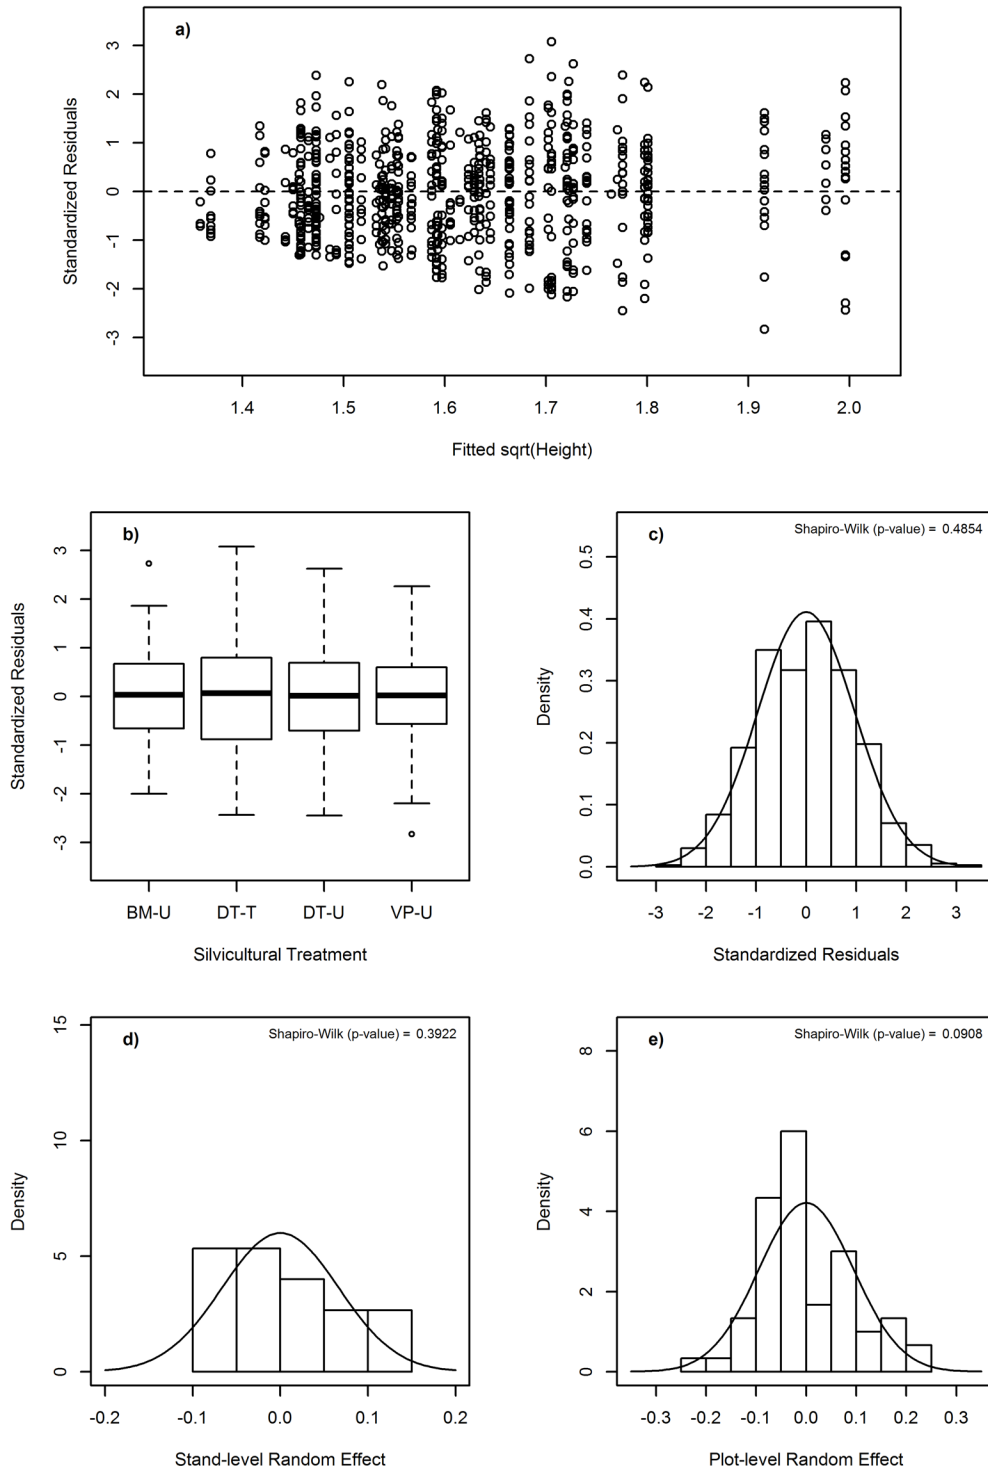 a)
3
2
1
0
-1
-2
-3
Standardized Residuals
1.4 1.5 1.6 1.7 1.8 1.9 2.0
Fitted sqrt(Height)
b)
3
2
1
0
-1
-2
-3
Standardized Residuals
BM-U DT-T DT-U VP-U
Silvicultural Treatment
c)
Shapiro-Wilk (p-value) = 0.4854
0.5
0.4
0.3
0.2
0.1
0.0
Density
-3 -2 -1 0 1 2 3
Standardized Residuals
d)
Shapiro-Wilk (p-value) = 0.3922
15
10
5
0
Density
-0.2 -0.1 0.0 0.1 0.2
Stand-level Random Effect
e)
Shapiro-Wilk (p-value) = 0.0908
8
6
4
2
0
Density
-0.3 -0.2 -0.1 0.0 0.1 0.2 0.3
Plot-level Random Effect